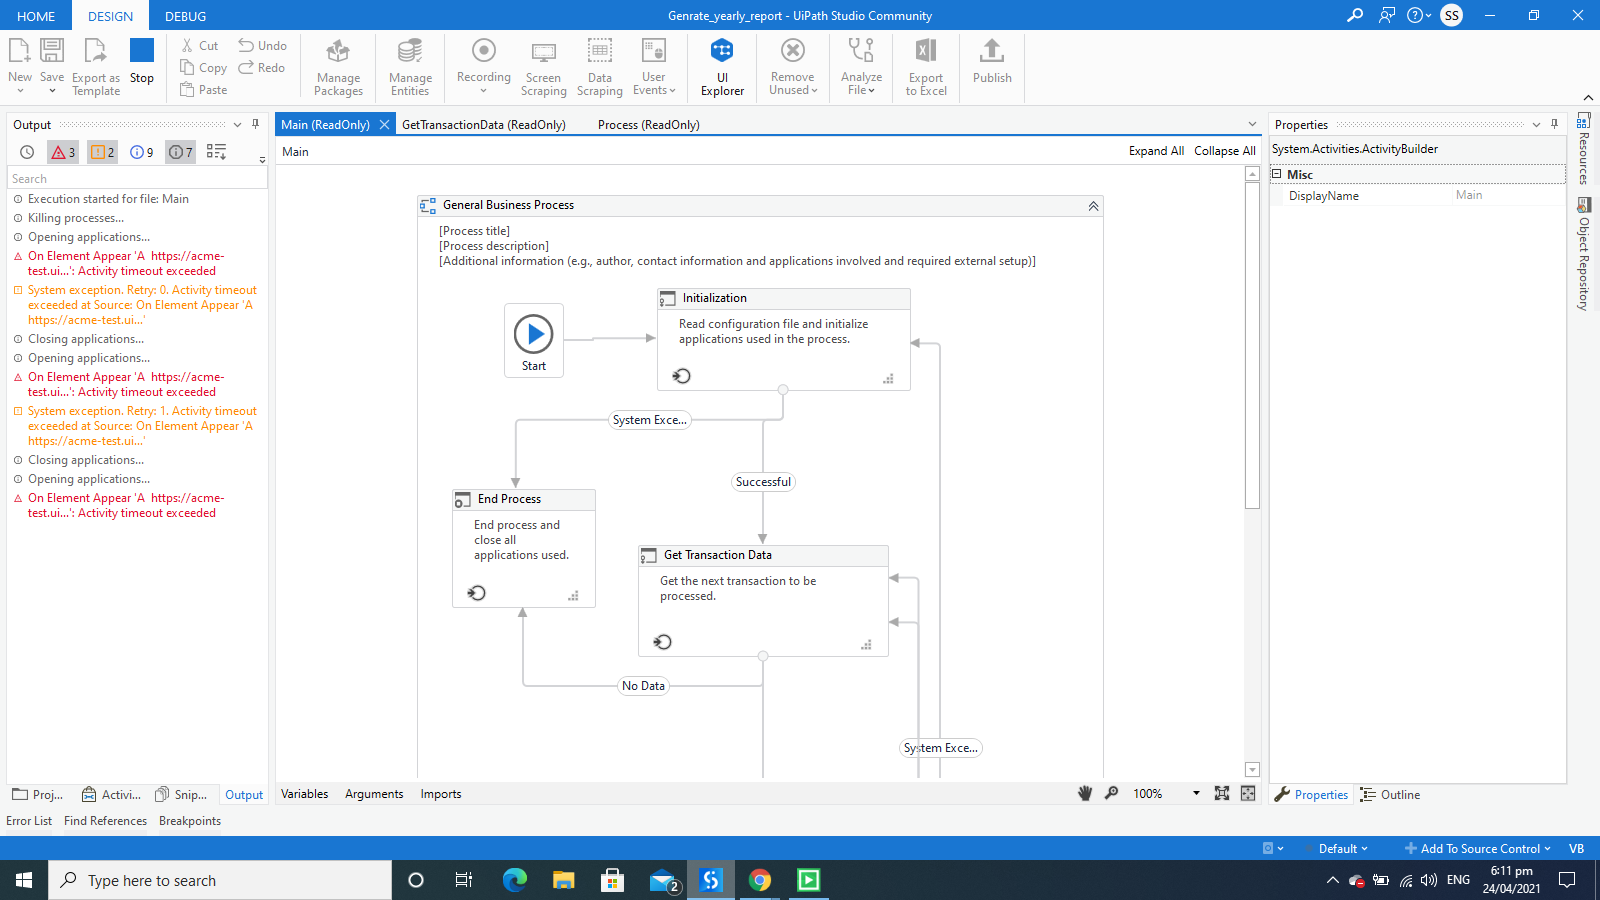 HOME DESIGN DEBUG
Genrate_yearly_report - UiPath Studio Community
SS
New Save Export as Template Stop
Cut Copy Paste
Undo Redo
Manage Packages
Manage Entities
Recording
Screen Scraping
Data Scraping
User Events
UI Explorer
Remove Unused
Analyze File
Export to Excel
Publish
Output
3 2 9 7
Search
Execution started for file: Main
Killing processes...
Opening applications...
On Element Appear 'A  https://acme-
test.ui...': Activity timeout exceeded
System exception. Retry: 0. Activity timeout
exceeded at Source: On Element Appear 'A
https://acme-test.ui...'
Closing applications...
Opening applications...
On Element Appear 'A  https://acme-
test.ui...': Activity timeout exceeded
System exception. Retry: 1. Activity timeout
exceeded at Source: On Element Appear 'A
https://acme-test.ui...'
Closing applications...
Opening applications...
On Element Appear 'A  https://acme-
test.ui...': Activity timeout exceeded
Proj... Activi... Snip... Output
Main (ReadOnly) GetTransactionData (ReadOnly) Process (ReadOnly)
Main
Expand All Collapse All
General Business Process
[Process title]
[Process description]
[Additional information (e.g., author, contact information and applications involved and required external setup)]
Start
Initialization
Read configuration file and initialize
applications used in the process.
System Exce...
Successful
End Process
End process and
close all
applications used.
Get Transaction Data
Get the next transaction to be
processed.
No Data
System Exce...
Variables Arguments Imports
100%
Properties
System.Activities.ActivityBuilder
Misc
DisplayName Main
Properties Outline
Resources
Object Repository
Error List Find References Breakpoints
Default Add To Source Control VB
Type here to search
2
ENG
6:11 pm
24/04/2021